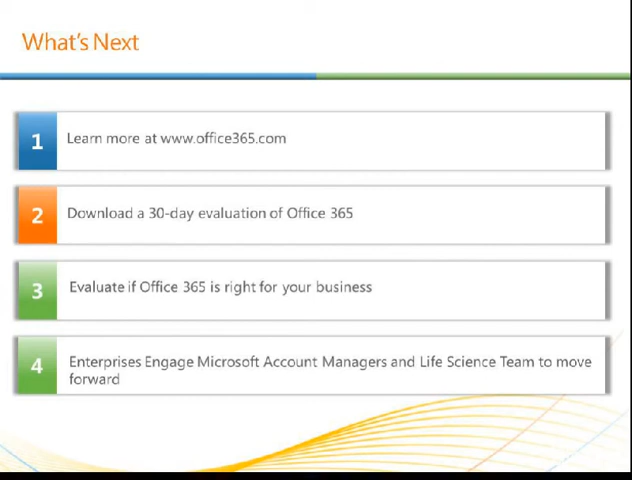 What's Next
1
Learn more at www.office365.com
2
Download a 30-day evaluation of Office 365
3
Evaluate if Office 365 is right for your business
4
Enterprises Engage Microsoft Account Managers and Life Science Team to move
forward